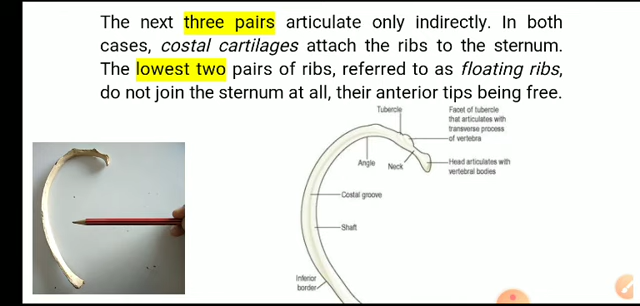 The next three pairs articulate only indirectly. In both
cases, costal cartilages attach the ribs to the sternum.
The lowest two pairs of ribs, referred to as floating ribs,
do not join the sternum at all, their anterior tips being free.
Tubercle
Facet of tubercle
that articulates with
transverse process
of vertebra
Angle
Neck
Head articulates with
vertebral bodies
Costal groove
Shaft
Inferior
border